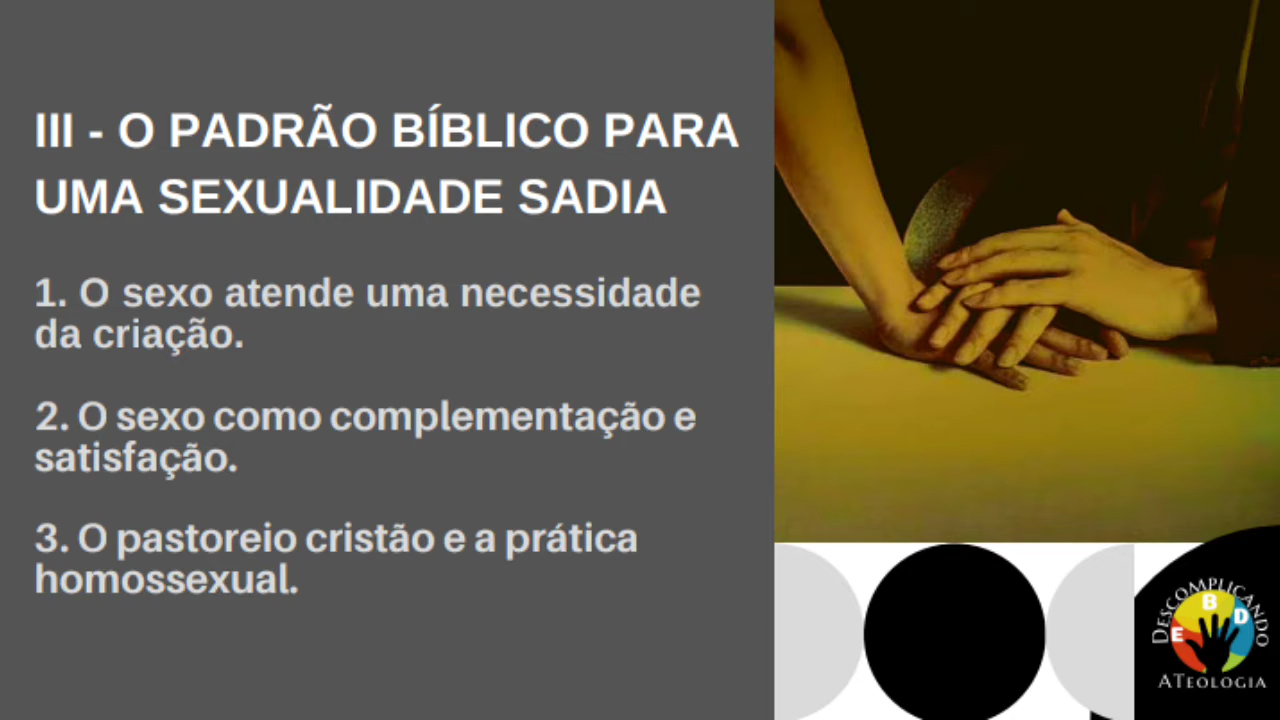 III - O PADRÃO BÍBLICO PARA
UMA SEXUALIDADE SADIA
1. O sexo atende uma necessidade
da criação.
2. O sexo como complementação e
satisfação.
3. O pastoreio cristão e a prática
homossexual.
DESCOMPLICANDO
E B D
ATEOLOGIA